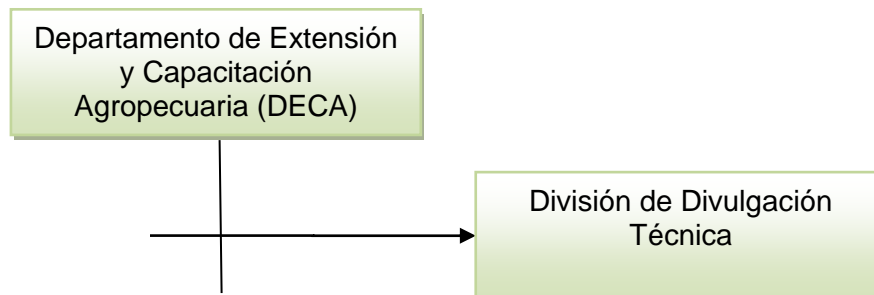 Departamento de Extensión
y Capacitación
Agropecuaria (DECA)
División de Divulgación
Técnica